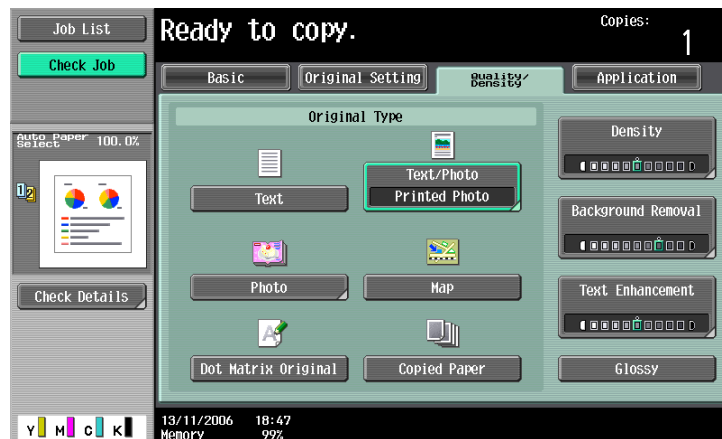 Job List
Check Job
Ready to copy.
Copies:
1
Basic
Original Setting
Quality/
Density
Application
Auto Paper
Select
100.0%
1 2
Check Details
Original Type
Text
Text/Photo
Printed Photo
Photo
Map
Dot Matrix Original
Copied Paper
Density
Background Removal
Text Enhancement
Glossy
Y M C K
13/11/2006 18:47
Memory 99%